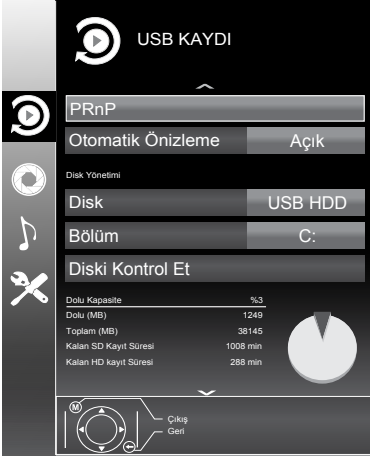 USB KAYDI
PRnP
Otomatik Önizleme Açık
Disk Yönetimi
Disk USB HDD
Bölüm C:
Diski Kontrol Et
Dolu Kapasite %3
Dolu (MB) 1249
Toplam (MB) 38145
Kalan SD Kayıt Süresi 1008 min
Kalan HD kayıt Süresi 288 min
M
Çıkış
Geri